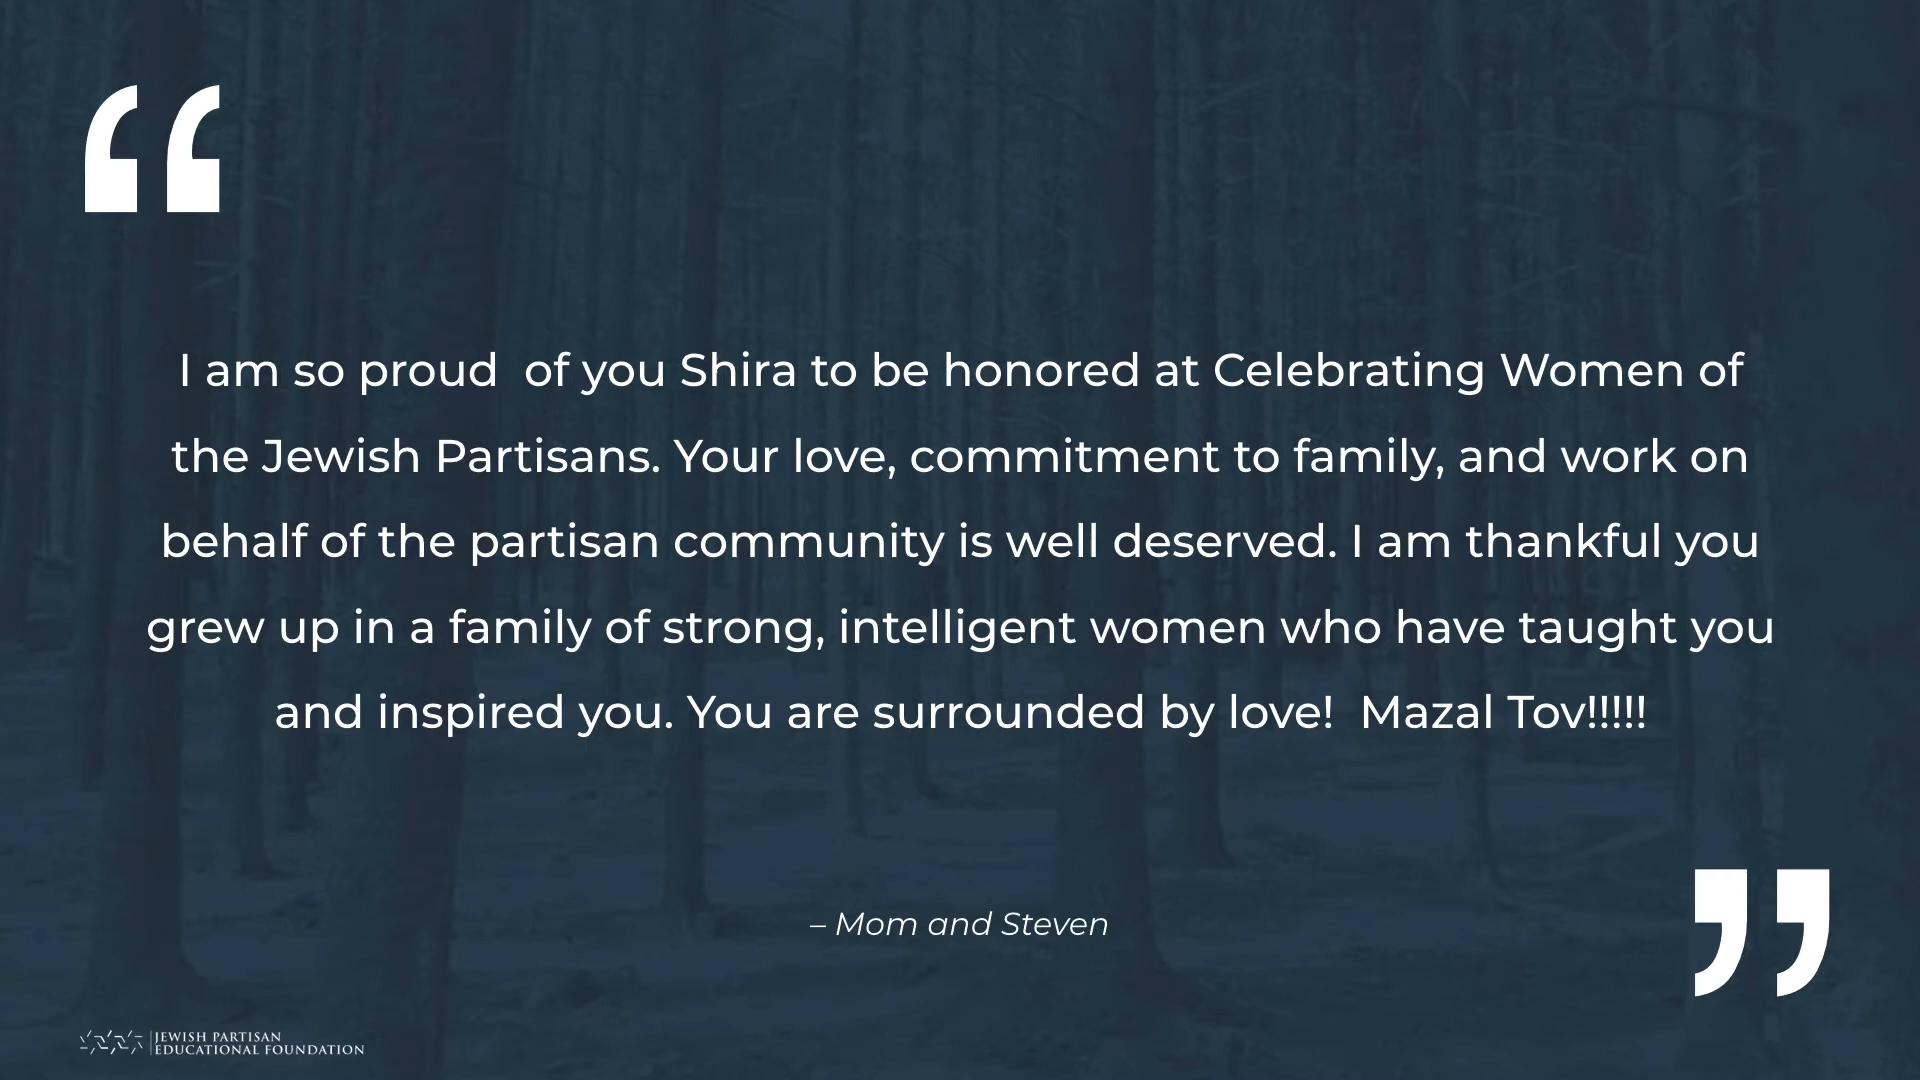 “
I am so proud  of you Shira to be honored at Celebrating Women of
the Jewish Partisans. Your love, commitment to family, and work on
behalf of the partisan community is well deserved. I am thankful you
grew up in a family of strong, intelligent women who have taught you
and inspired you. You are surrounded by love!  Mazal Tov!!!!!
– Mom and Steven
”
JEWISH PARTISAN
EDUCATIONAL FOUNDATION